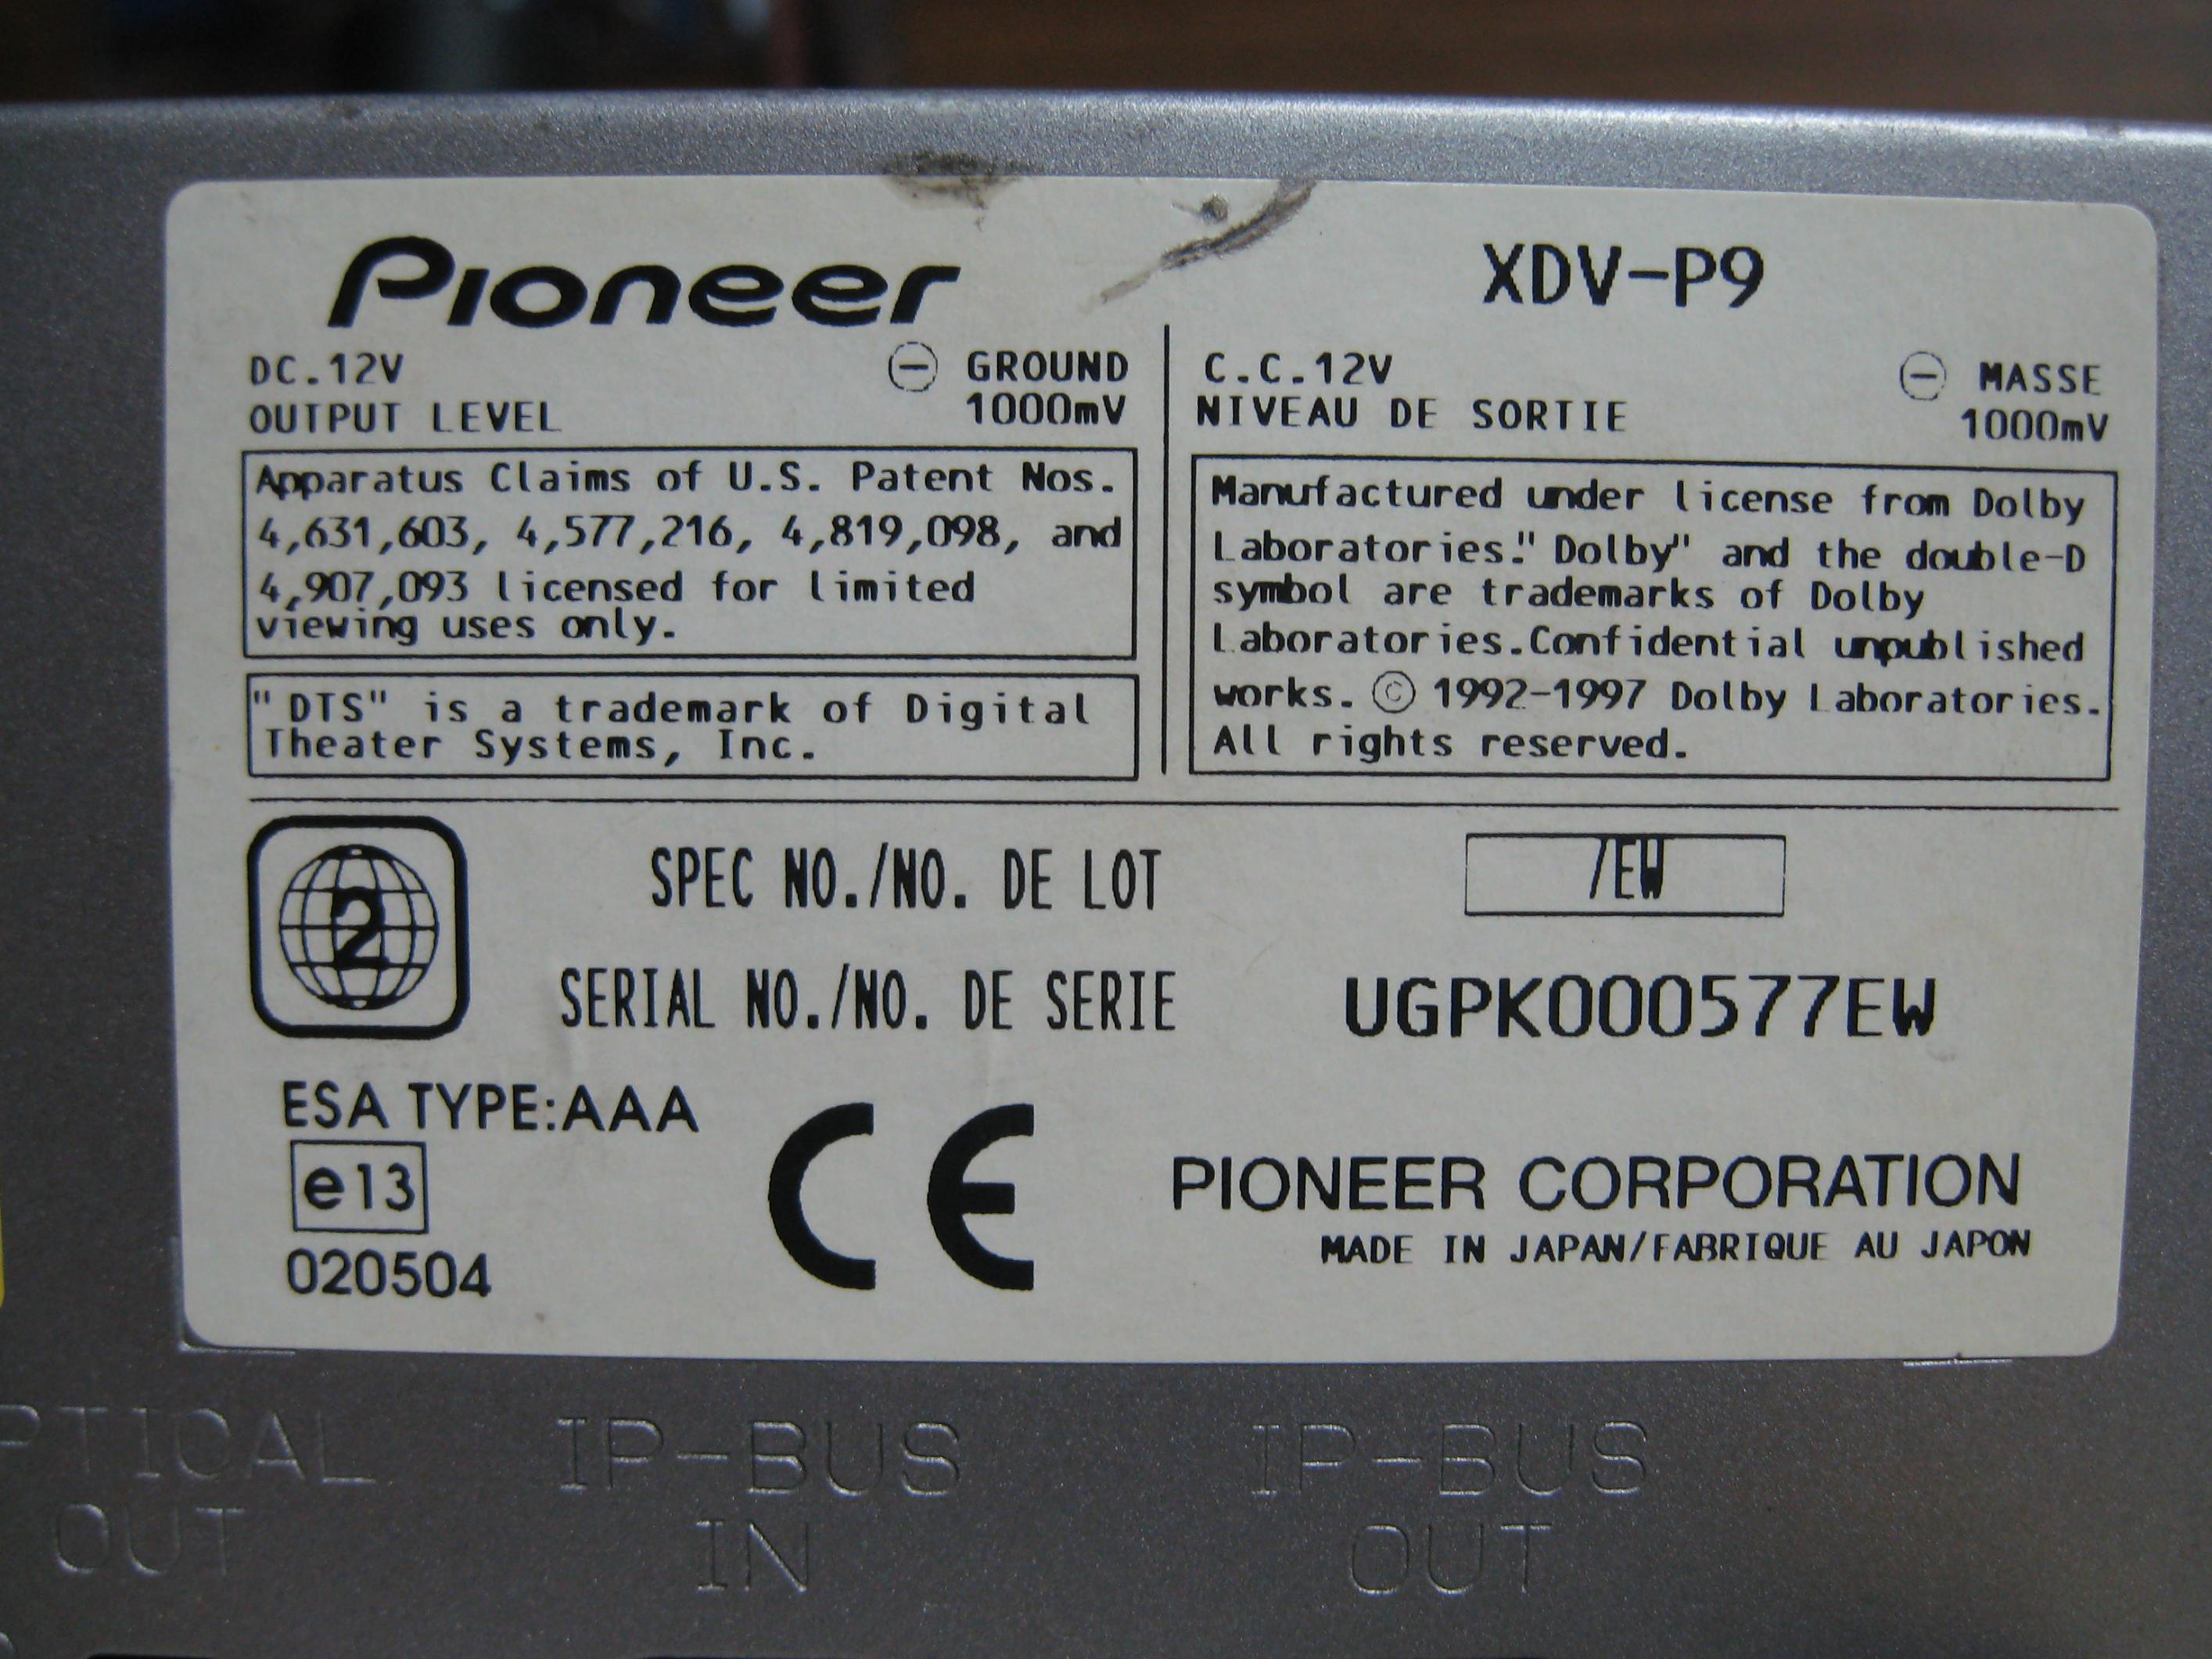 Pioneer
XDV-P9
DC.12V
⊖ GROUND
OUTPUT LEVEL
1000mV
C.C.12V
⊖ MASSE
NIVEAU DE SORTIE
1000mV
Apparatus Claims of U.S. Patent Nos.
4,631,603, 4,577,216, 4,819,098, and
4,907,093 licensed for limited
viewing uses only.
"DTS" is a trademark of Digital
Theater Systems, Inc.
Manufactured under license from Dolby
Laboratories." Dolby" and the double-D
symbol are trademarks of Dolby
Laboratories.Confidential unpublished
works. © 1992-1997 Dolby Laboratories.
All rights reserved.
2
SPEC NO./NO. DE LOT
/EW
SERIAL NO./NO. DE SERIE
UGPK000577EW
ESA TYPE:AAA
e13
020504
CE
PIONEER CORPORATION
MADE IN JAPAN/FABRIQUE AU JAPON
PTICAL
OUT
IP-BUS
IN
IP-BUS
OUT